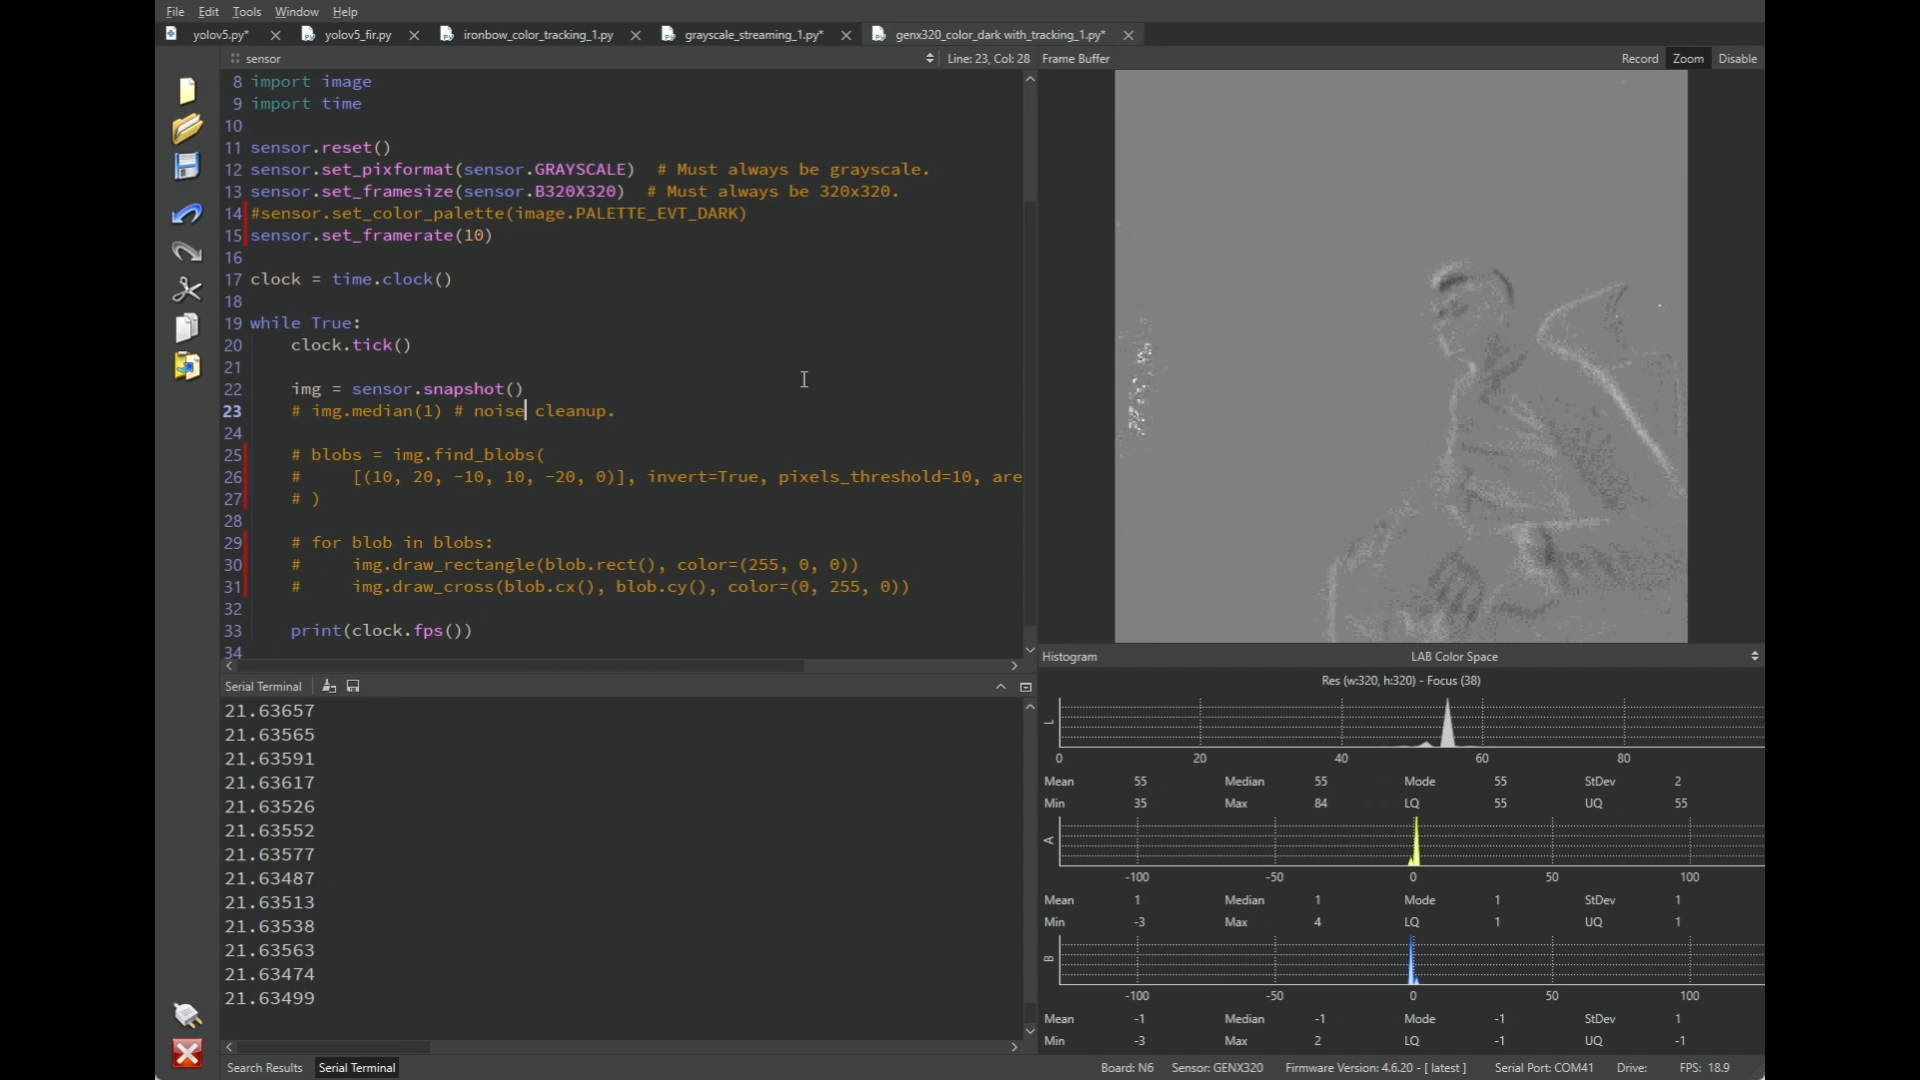 File Edit Tools Window Help
yolov5.py* yolov5_fir.py ironbow_color_tracking_1.py grayscale_streaming_1.py* genx320_color_dark with_tracking_1.py*
sensor Line: 23, Col: 28 Frame Buffer Record Zoom Disable
8 import image
9 import time
10
11 sensor.reset()
12 sensor.set_pixformat(sensor.GRAYSCALE)  # Must always be grayscale.
13 sensor.set_framesize(sensor.B320X320)  # Must always be 320x320.
14 #sensor.set_color_palette(image.PALETTE_EVT_DARK)
15 sensor.set_framerate(10)
16
17 clock = time.clock()
18
19 while True:
20     clock.tick()
21
22     img = sensor.snapshot()
23     # img.median(1) # noise cleanup.
24
25     # blobs = img.find_blobs(
26     #     [(10, 20, -10, 10, -20, 0)], invert=True, pixels_threshold=10, are
27     # )
28
29     # for blob in blobs:
30     #     img.draw_rectangle(blob.rect(), color=(255, 0, 0))
31     #     img.draw_cross(blob.cx(), blob.cy(), color=(0, 255, 0))
32
33     print(clock.fps())
34
Serial Terminal
21.63657
21.63565
21.63591
21.63617
21.63526
21.63552
21.63577
21.63487
21.63513
21.63538
21.63563
21.63474
21.63499
Histogram LAB Color Space
Res (w:320, h:320) - Focus (38)
L
0 20 40 60 80
Mean 55 Median 55 Mode 55 StDev 2
Min 35 Max 84 LQ 55 UQ 55
A
-100 -50 0 50 100
Mean 1 Median 1 Mode 1 StDev 1
Min -3 Max 4 LQ 1 UQ 1
B
-100 -50 0 50 100
Mean -1 Median -1 Mode -1 StDev 1
Min -3 Max 2 LQ -1 UQ -1
Search Results Serial Terminal Board: N6 Sensor: GENX320 Firmware Version: 4.6.20 - [ latest ] Serial Port: COM41 Drive: FPS: 18.9